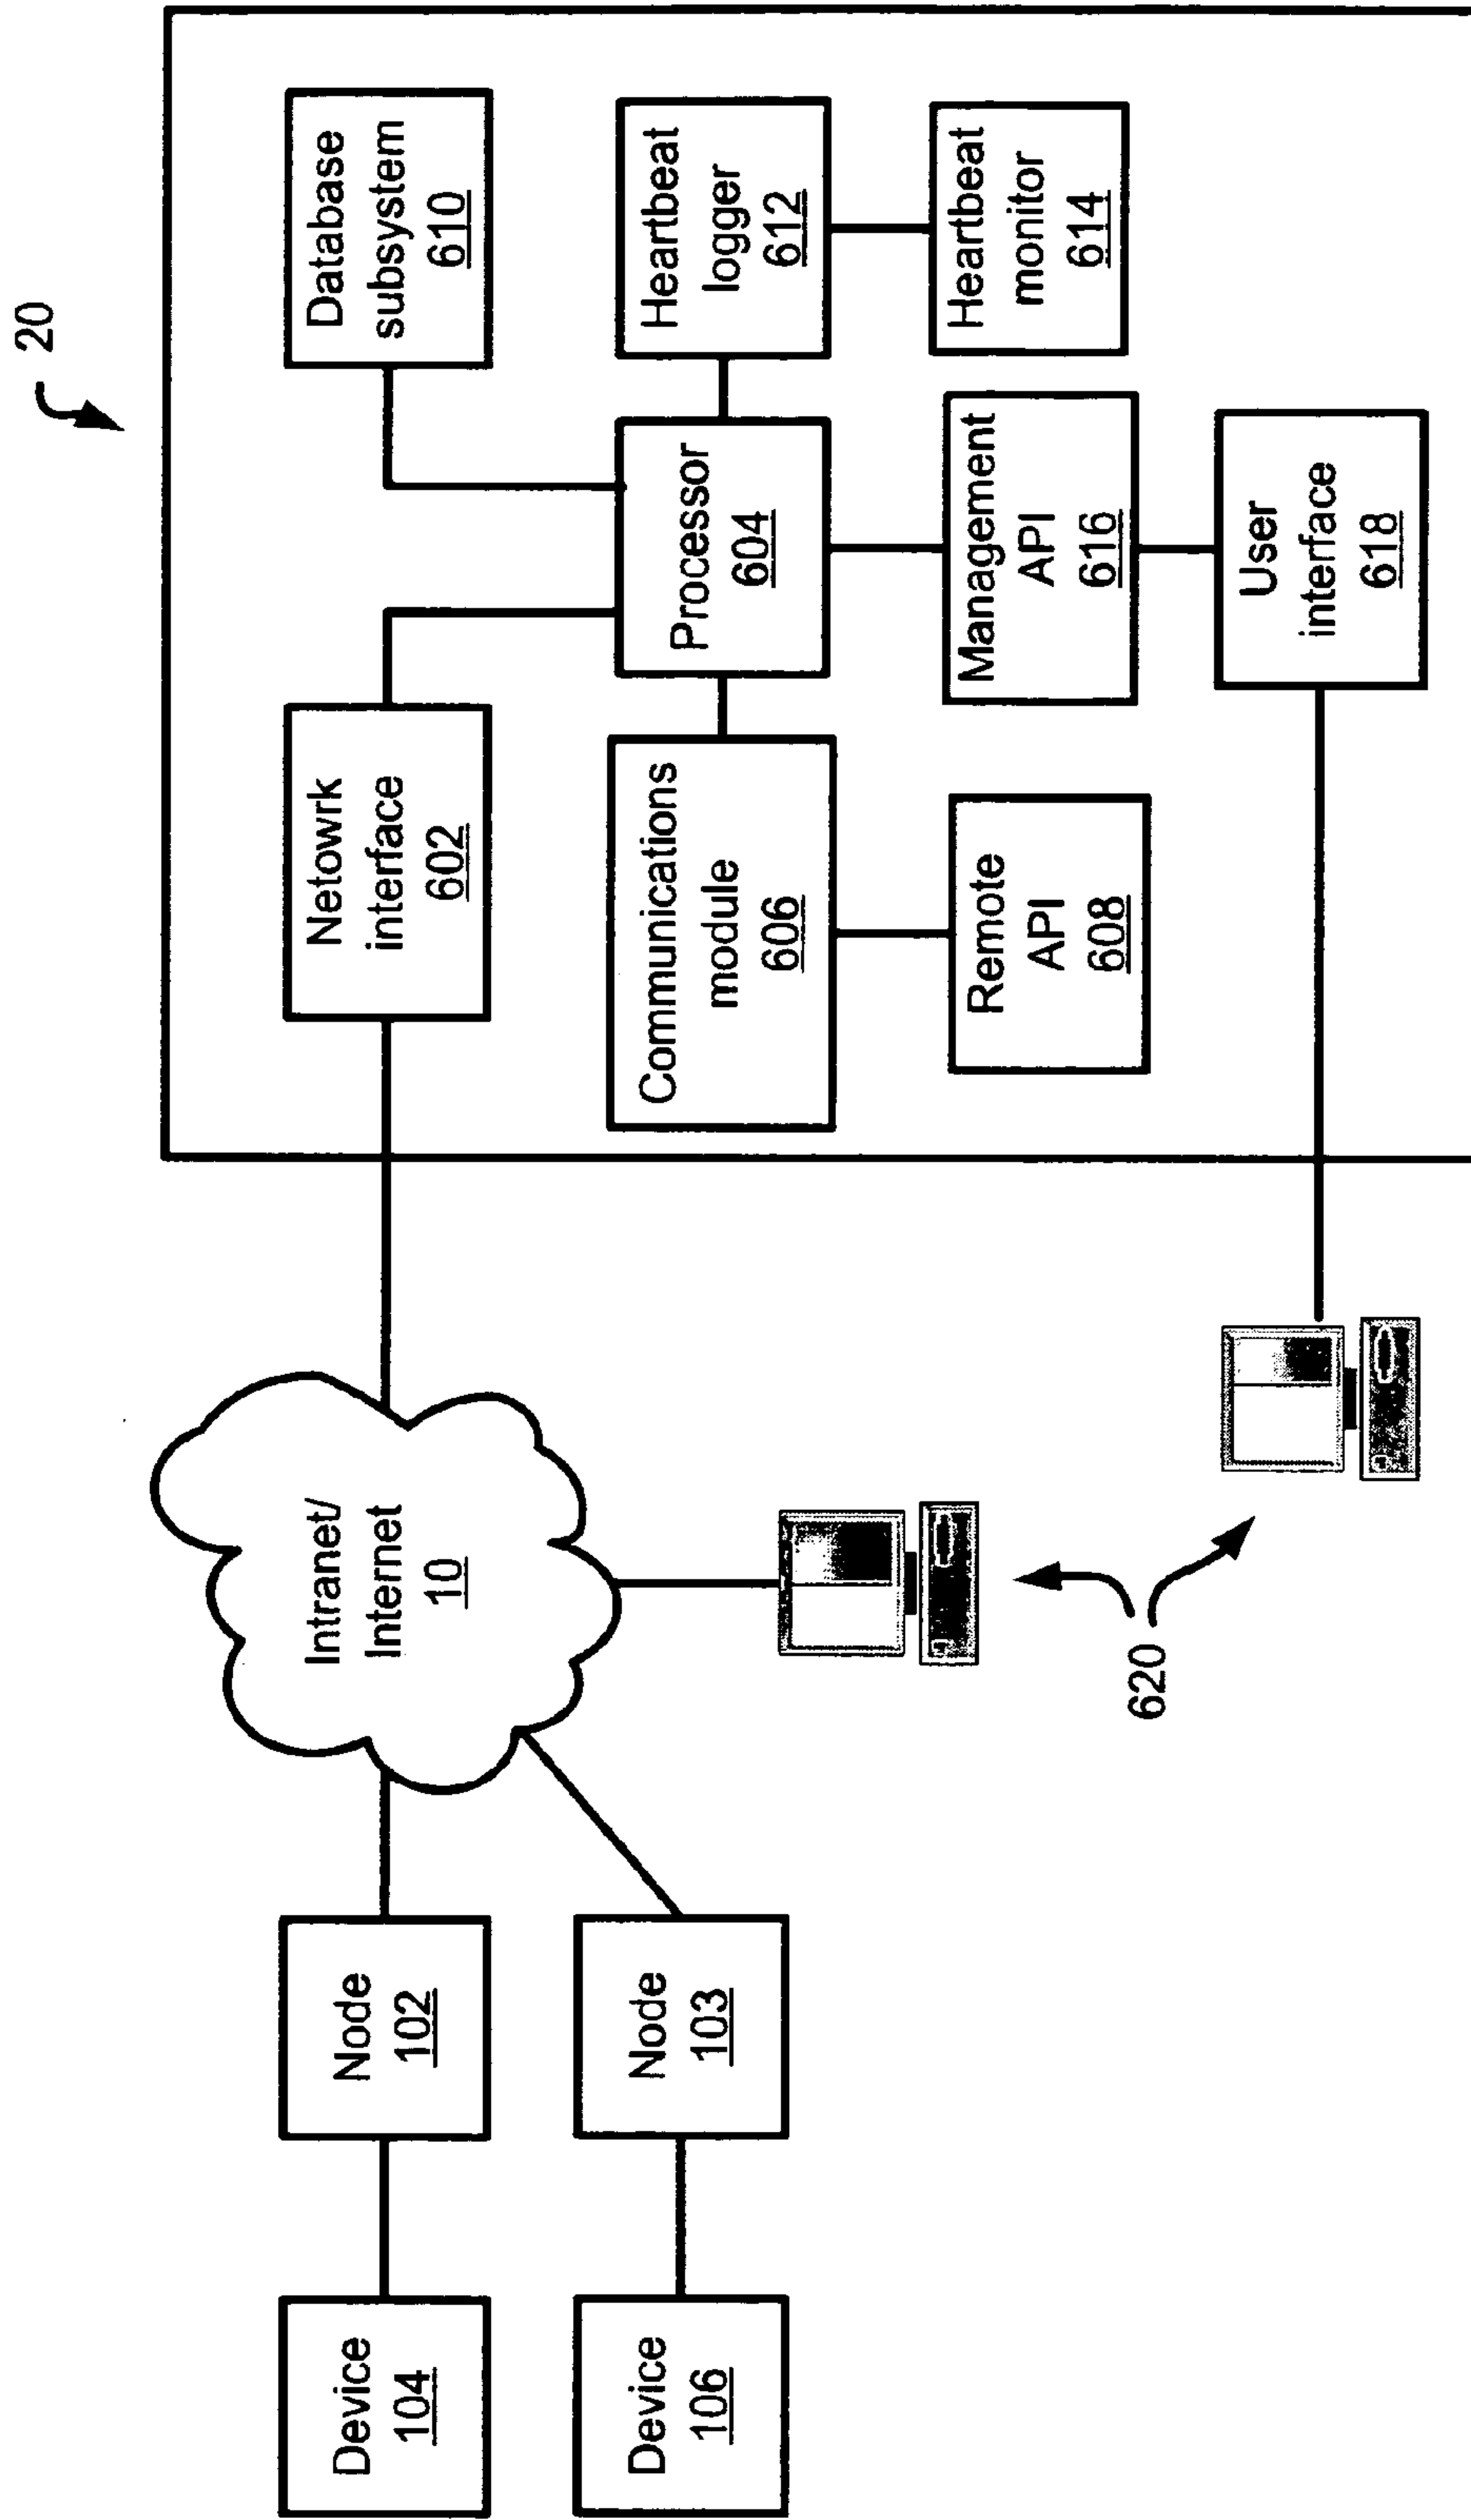 20
Device
104
Node
102
Intranet/
Internet
10
Netowrk
interface
602
Database
subsystem
610
Device
106
Node
103
Communications
module
606
Processor
604
Heartbeat
logger
612
Remote
API
608
Management
API
616
Heartbeat
monitor
614
620
User
interface
618